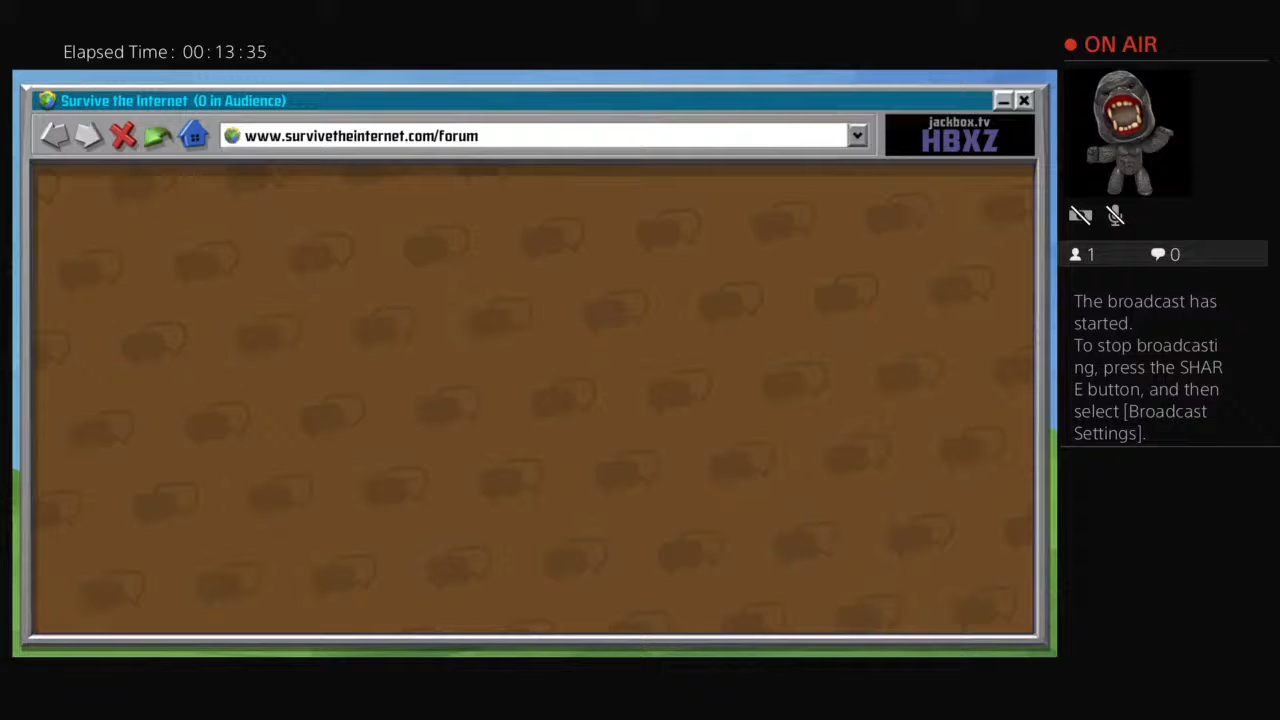 Elapsed Time: 00:13:35
ON AIR
Survive the Internet (0 in Audience)
www.survivetheinternet.com/forum
jackbox.tv
HBXZ
1
0
The broadcast has
started.
To stop broadcasti
ng, press the SHAR
E button, and then
select [Broadcast
Settings].